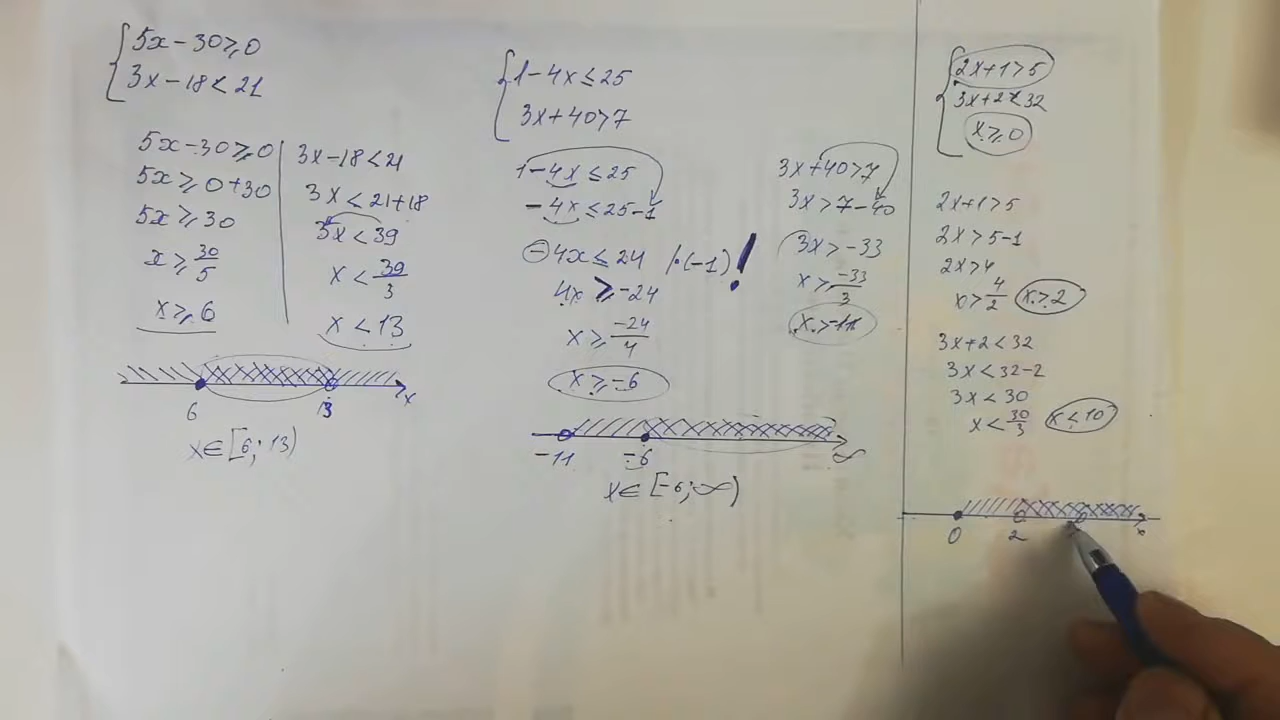 5x-30⩾0
3x-18<21
5x-30⩾0
5x⩾0+30
5x⩾30
x⩾30/5
x⩾6
3x-18<21
3x<21+18
3x<39
x<39/3
x<13
6 13 x
x∈[6;13)
1-4x≤25
3x+40>7
1-4x≤25
-4x≤25-1
-4x≤24 /·(-1)!
4x⩾-24
x⩾-24/4
x⩾-6
3x+40>7
3x>7-40
3x>-33
x>-33/3
x>-11
-11 -6 ∞
x∈[-6;∞)
2x+1>5
3x+2<32
x⩾0
2x+1>5
2x>5-1
2x>4
x>4/2 x>2
3x+2<32
3x<32-2
3x<30
x<30/3 x<10
0 2 x